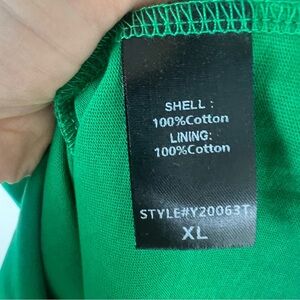 SHELL :
100%Cotton
LINING:
100%Cotton
STYLE#Y20063T
XL